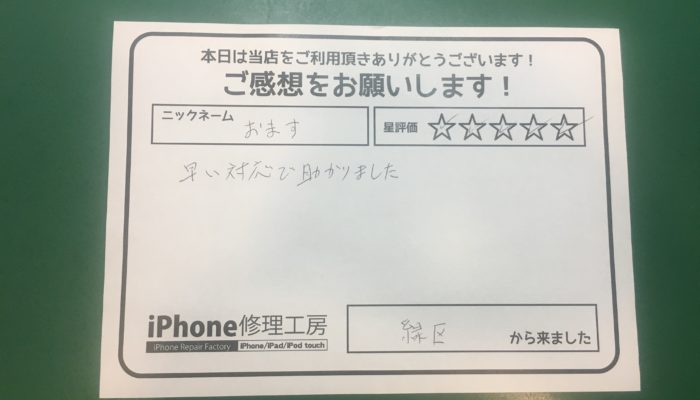 本日は当店をご利用頂きありがとうございます！
ご感想をお願いします！
ニックネーム おます
星評価 ☆☆☆☆☆
早い対応で助かりました
iPhone修理工房
iPhone Repair Factory iPhone/iPad/iPod touch
緑区 から来ました